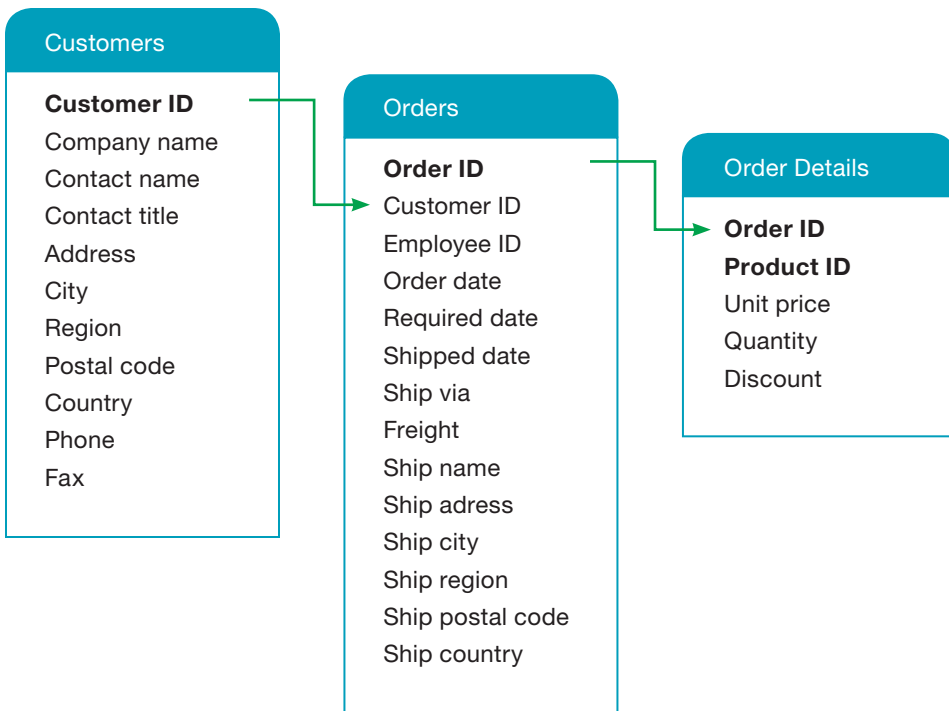 Customers
Customer ID
Company name
Contact name
Contact title
Address
City
Region
Postal code
Country
Phone
Fax
Orders
Order ID
Customer ID
Employee ID
Order date
Required date
Shipped date
Ship via
Freight
Ship name
Ship adress
Ship city
Ship region
Ship postal code
Ship country
Order Details
Order ID
Product ID
Unit price
Quantity
Discount